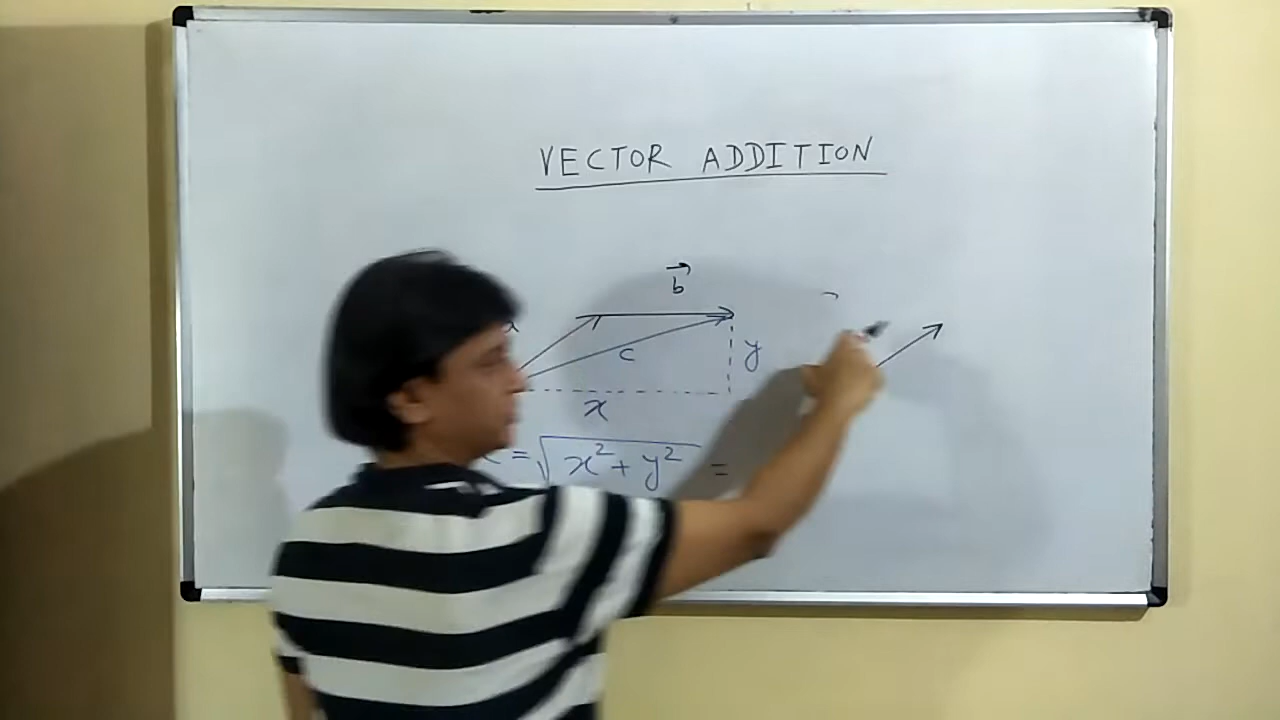 VECTOR ADDITION
b
a
c
y
x
= √x²+y² =